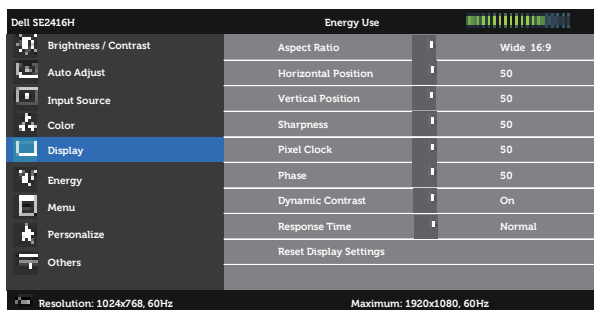 Dell SE2416H Energy Use
Brightness / Contrast
Auto Adjust
Input Source
Color
Display
Energy
Menu
Personalize
Others
Aspect Ratio Wide 16:9
Horizontal Position 50
Vertical Position 50
Sharpness 50
Pixel Clock 50
Phase 50
Dynamic Contrast On
Response Time Normal
Reset Display Settings
Resolution: 1024x768, 60Hz Maximum: 1920x1080, 60Hz